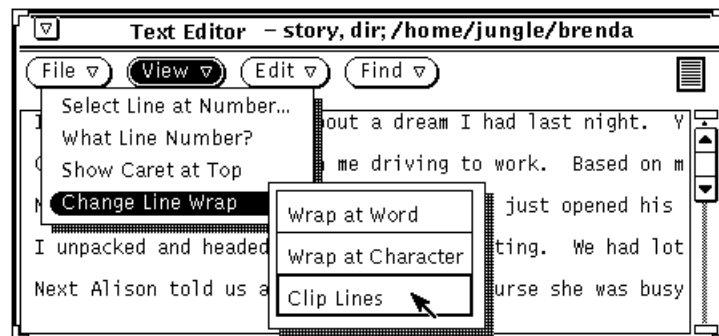 Text Editor – story, dir; /home/jungle/brenda
File View Edit Find
Select Line at Number...
What Line Number?
Show Caret at Top
Change Line Wrap
Wrap at Word
Wrap at Character
Clip Lines
out a dream I had last night. Y
me driving to work. Based on m
just opened his
I unpacked and headed ting. We had lot
Next Alison told us a urse she was busy